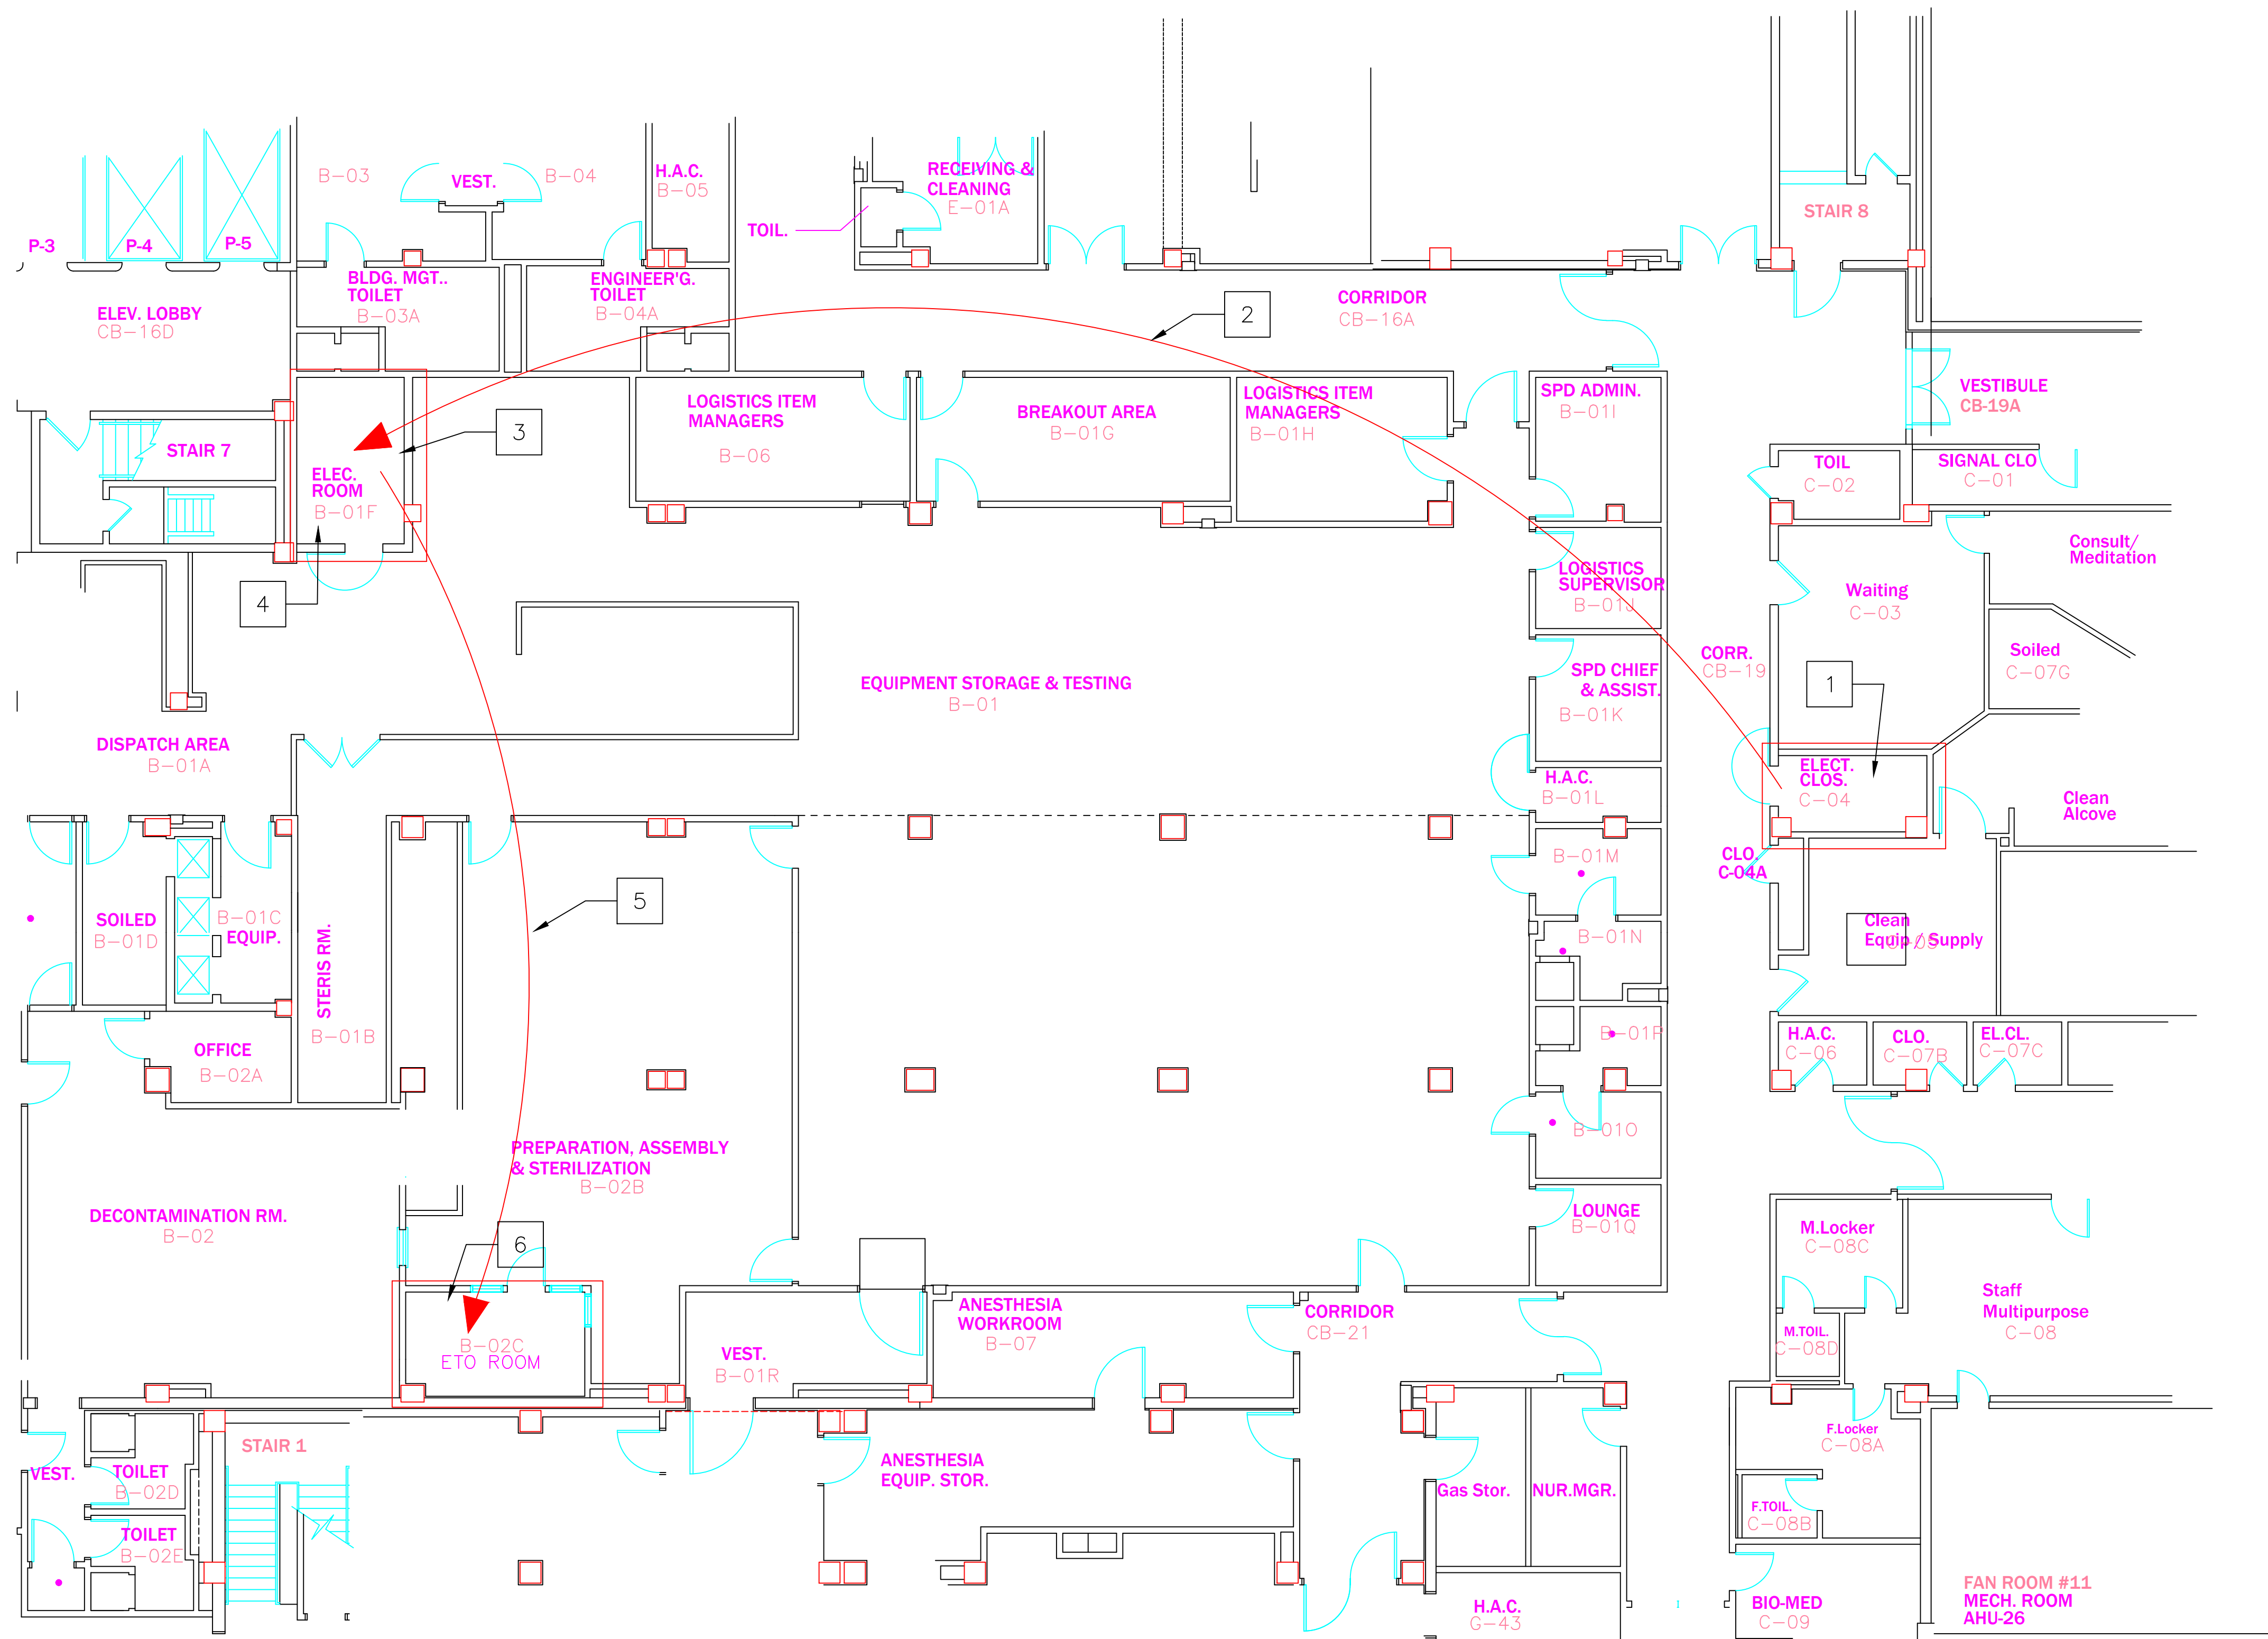 B-03
VEST.
B-04
H.A.C.
B-05
RECEIVING &
CLEANING
E-01A
TOIL.
STAIR 8
P-3
P-4
P-5
BLDG. MGT..
TOILET
B-03A
ENGINEER'G.
TOILET
B-04A
ELEV. LOBBY
CB-16D
CORRIDOR
CB-16A
2
VESTIBULE
CB-19A
LOGISTICS ITEM
MANAGERS
B-06
BREAKOUT AREA
B-01G
LOGISTICS ITEM
MANAGERS
B-01H
SPD ADMIN.
B-01I
3
STAIR 7
ELEC.
ROOM
B-01F
TOIL
C-02
SIGNAL CLO
C-01
Consult/
Meditation
4
LOGISTICS
SUPERVISOR
B-01J
Waiting
C-03
CORR.
CB-19
Soiled
C-07G
1
EQUIPMENT STORAGE & TESTING
B-01
SPD CHIEF
& ASSIST.
B-01K
DISPATCH AREA
B-01A
H.A.C.
B-01L
ELECT.
CLOS.
C-04
Clean
Alcove
B-01M
CLO.
C-04A
5
SOILED
B-01D
B-01C
EQUIP.
STERIS RM.
B-01B
B-01N
Clean
Equip / Supply
OFFICE
B-02A
B-01P
H.A.C.
C-06
CLO.
C-07B
EL.CL.
C-07C
B-01O
PREPARATION, ASSEMBLY
& STERILIZATION
B-02B
DECONTAMINATION RM.
B-02
LOUNGE
B-01Q
M.Locker
C-08C
6
Staff
Multipurpose
C-08
B-02C
ETO ROOM
VEST.
B-01R
ANESTHESIA
WORKROOM
B-07
CORRIDOR
CB-21
M.TOIL.
C-08D
STAIR 1
F.Locker
C-08A
VEST.
TOILET
B-02D
ANESTHESIA
EQUIP. STOR.
Gas Stor.
NUR.MGR.
F.TOIL.
C-08B
TOILET
B-02E
H.A.C.
G-43
BIO-MED
C-09
FAN ROOM #11
MECH. ROOM
AHU-26